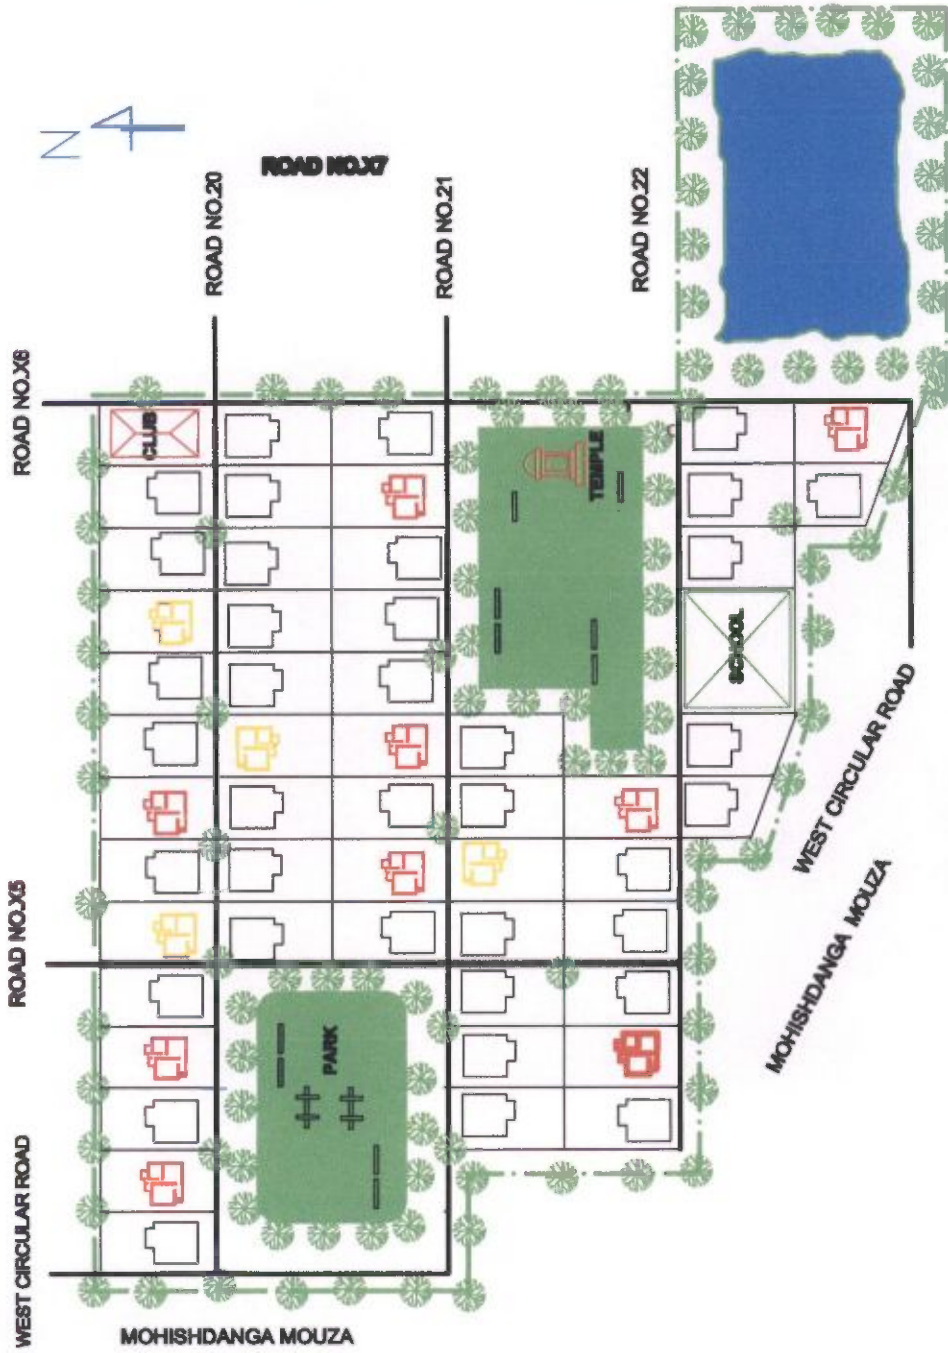 WEST CIRCULAR ROAD
ROAD NO.X5
ROAD NO.X6
N
CLUB
ROAD NO.20
ROAD NO.X7
MOHISHDANGA MOUZA
PARK
ROAD NO.21
TEMPLE
ROAD NO.22
SCHOOL
WEST CIRCULAR ROAD
MOHISHDANGA MOUZA